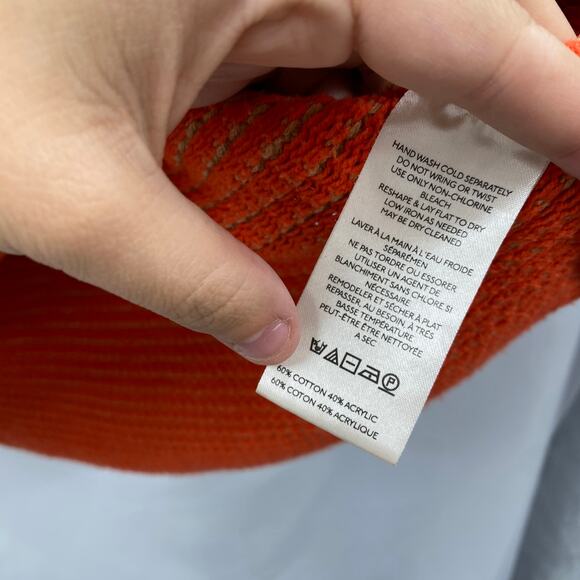 HAND WASH COLD SEPARATELY
DO NOT WRING OR TWIST
USE ONLY NON-CHLORINE
BLEACH
RESHAPE & LAY FLAT TO DRY
LOW IRON AS NEEDED
MAY BE DRY CLEANED
LAVER À LA MAIN À L'EAU FROIDE
SÉPARÉMEN
NE PAS TORDRE OU ESSORER
UTILISER UN AGENT DE
BLANCHIMENT SANS CHLORE.SI
NÉCESSAIRE
REMODELER ET SÉCHER À PLAT
REPASSER, AU BESOIN, À TRÈS
BASSE TEMPÉRATURE
PEUT-ÊTRE ÊTRE NETTOYÉE
A SEC
P
60% COTTON 40% ACRYLIC
60% COTON 40% ACRYLIQUE